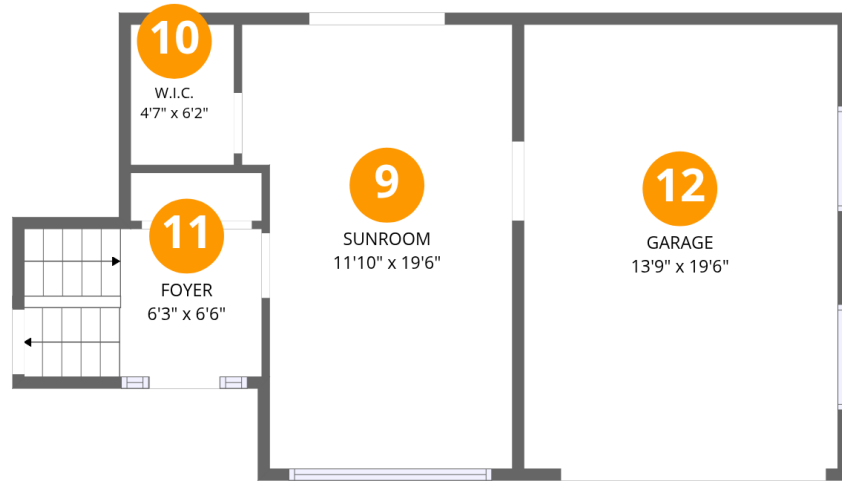 10
W.I.C.
4'7" x 6'2"
9
SUNROOM
11'10" x 19'6"
12
GARAGE
13'9" x 19'6"
11
FOYER
6'3" x 6'6"